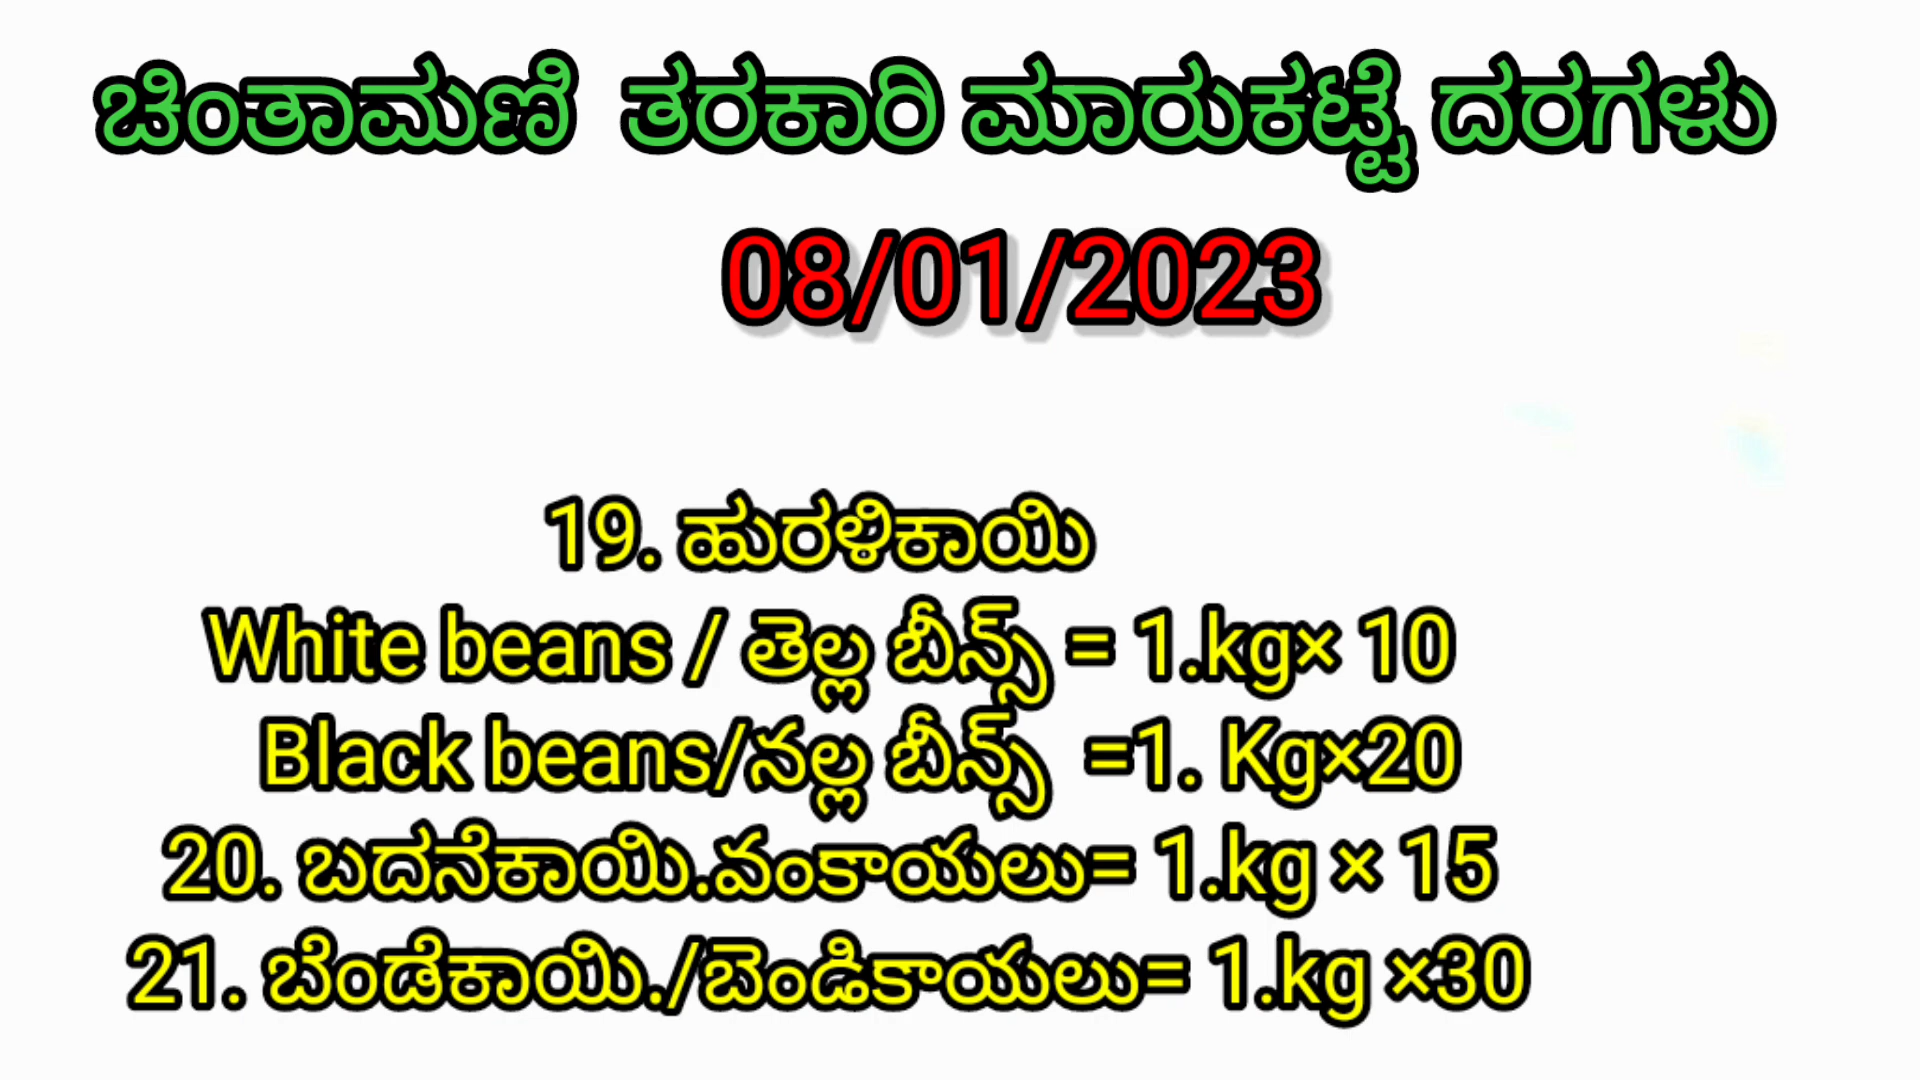 ಚಿಂತಾಮಣಿ ತರಕಾರಿ ಮಾರುಕಟ್ಟೆ ದರಗಳು
08/01/2023
19. ಹುರಳಿಕಾಯಿ
White beans / తెల్ల బీన్స్ = 1.kg× 10
Black beans/నల్ల బీన్స్ =1. Kg×20
20. ಬದನೆಕಾಯಿ.వంకాయలు= 1.kg × 15
21. ಬೆಂಡೆಕಾಯಿ./బెండికాయలు= 1.kg ×30